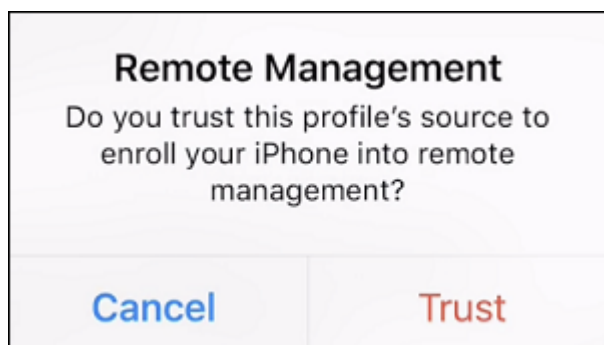 Remote Management
Do you trust this profile’s source to
enroll your iPhone into remote
management?
Cancel
Trust